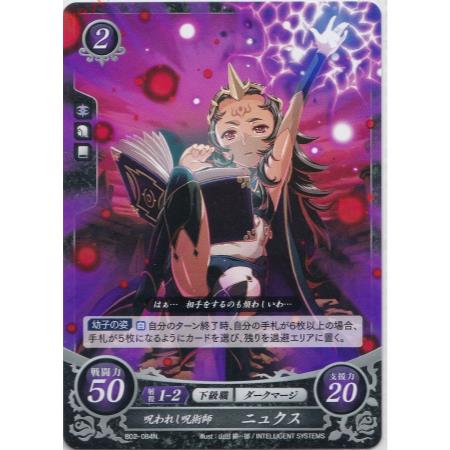 2
はぁ… 相手をするのも煩わしいわ…
幼子の姿 自 自分のターン終了時、自分の手札が6枚以上の場合、
手札が5枚になるようにカードを選び、残りを退避エリアに置く。
戦闘力
50
射程 1-2
下級職
ダークマージ
支援力
20
呪われし呪術師 ニュクス
B02-084N
illust：山田 / INTELLIGENT SYSTEMS